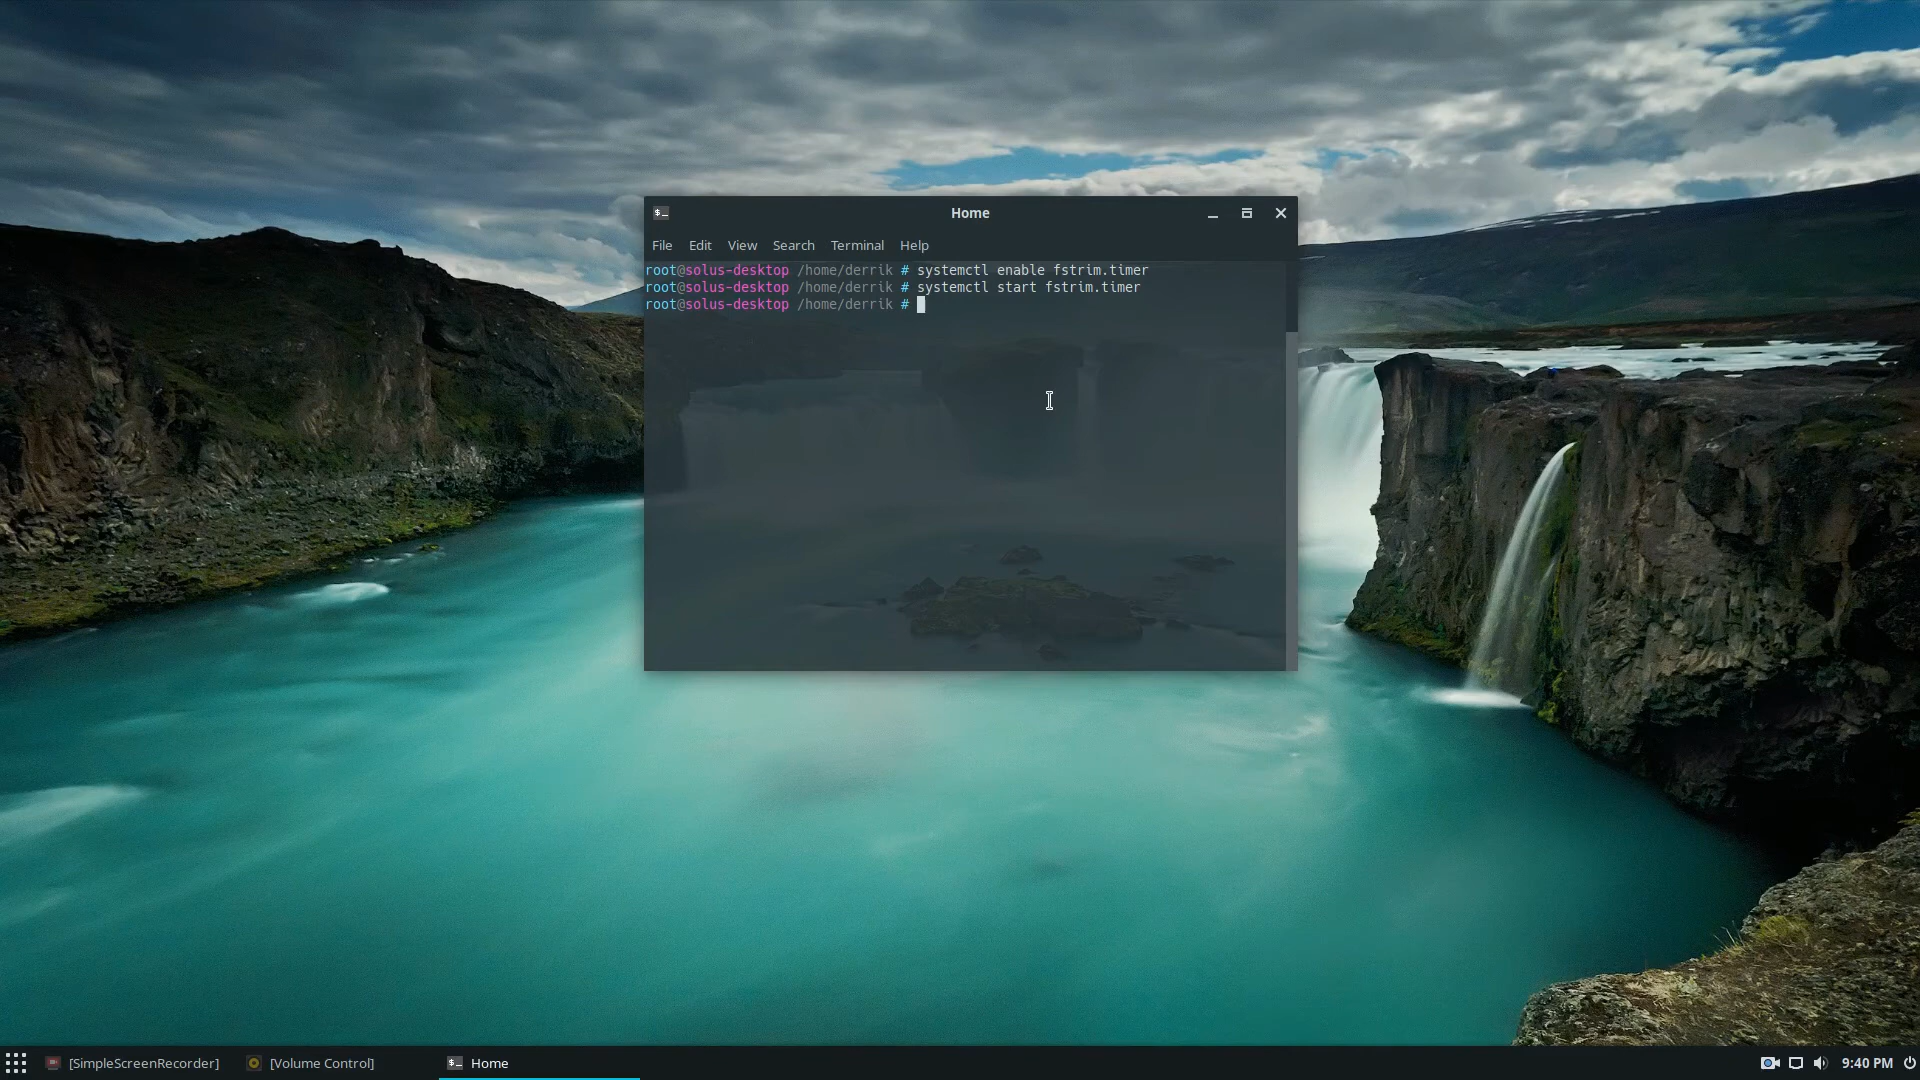 Home
File Edit View Search Terminal Help
root@solus-desktop /home/derrik # systemctl enable fstrim.timer
root@solus-desktop /home/derrik # systemctl start fstrim.timer
root@solus-desktop /home/derrik #
[SimpleScreenRecorder] [Volume Control] Home 9:40 PM